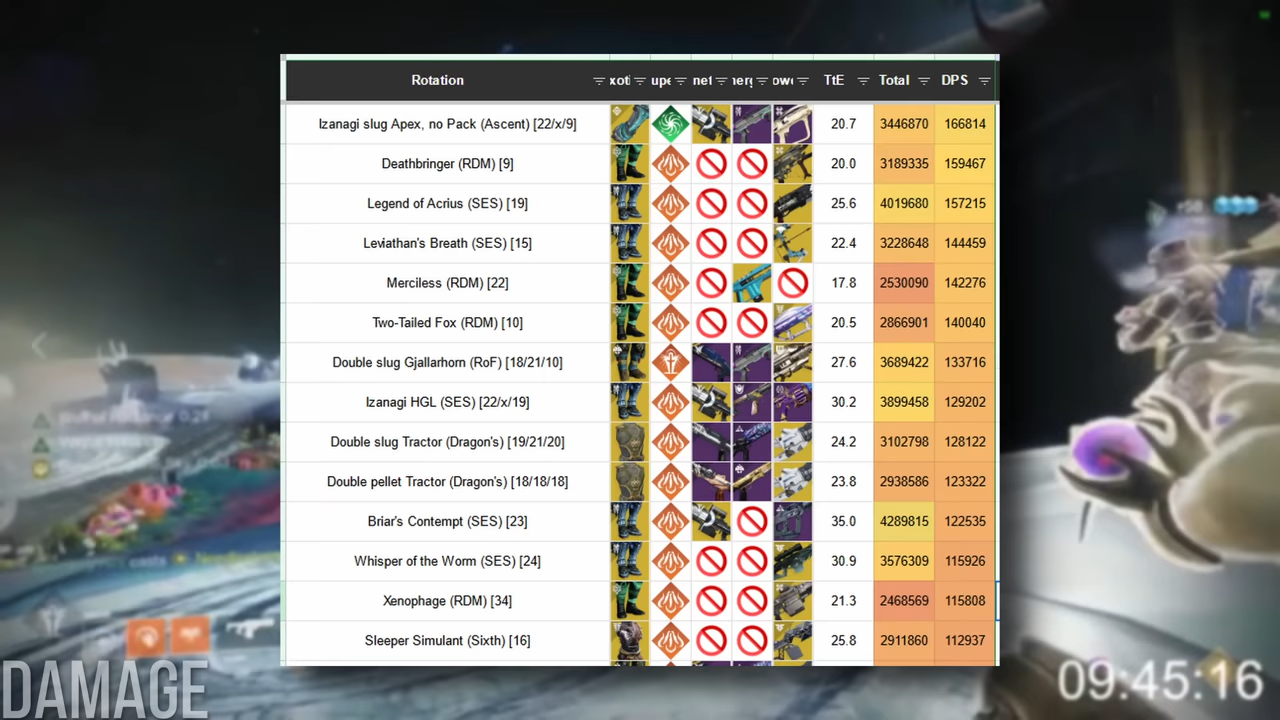 Rotation TtE Total DPS
Izanagi slug Apex, no Pack (Ascent) [22/x/9] 20.7 3446870 166814
Deathbringer (RDM) [9] 20.0 3189335 159467
Legend of Acrius (SES) [19] 25.6 4019680 157215
Leviathan's Breath (SES) [15] 22.4 3228648 144459
Merciless (RDM) [22] 17.8 2530090 142276
Two-Tailed Fox (RDM) [10] 20.5 2866901 140040
Double slug Gjallarhorn (RoF) [18/21/10] 27.6 3689422 133716
Izanagi HGL (SES) [22/x/19] 30.2 3899458 129202
Double slug Tractor (Dragon's) [19/21/20] 24.2 3102798 128122
Double pellet Tractor (Dragon's) [18/18/18] 23.8 2938586 123322
Briar's Contempt (SES) [23] 35.0 4289815 122535
Whisper of the Worm (SES) [24] 30.9 3576309 115926
Xenophage (RDM) [34] 21.3 2468569 115808
Sleeper Simulant (Sixth) [16] 25.8 2911860 112937
DAMAGE
09:45:16